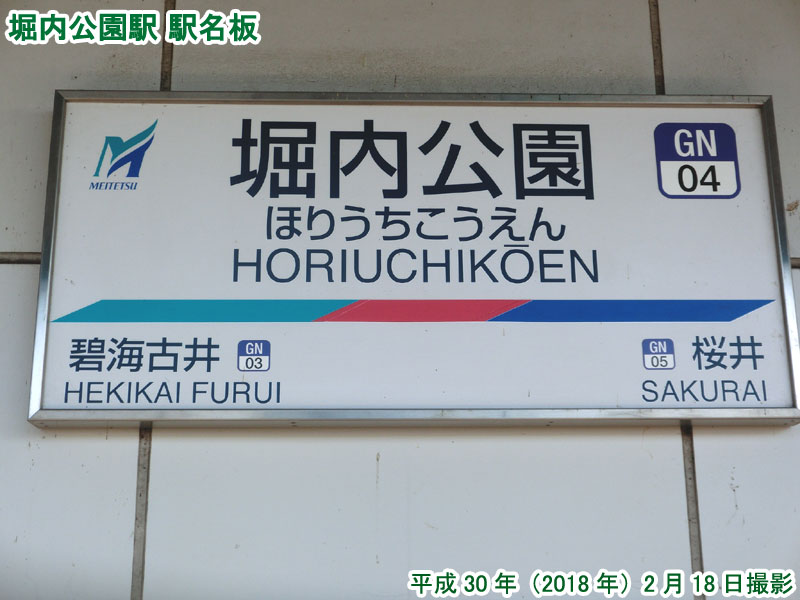 堀内公園駅 駅名板
MEITETSU
堀内公園
GN
04
ほりうちこうえん
HORIUCHIKŌEN
碧海古井
GN
03
HEKIKAI FURUI
GN
05
桜井
SAKURAI
平成30年（2018年）2月18日撮影